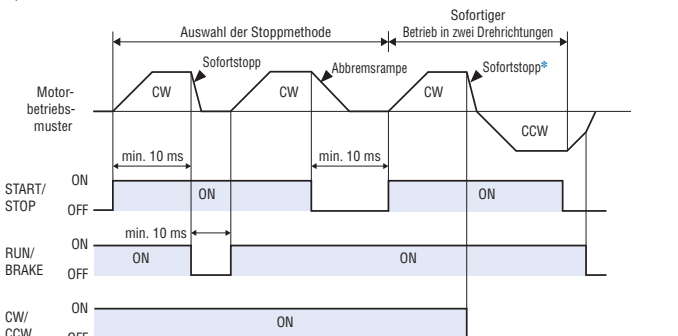 Sofortiger
Auswahl der Stoppmethode
Betrieb in zwei Drehrichtungen
Sofortstopp
Abbremsrampe
Sofortstopp*
Motor-
betriebs-
muster
CW
CW
CW
CCW
min. 10 ms
min. 10 ms
START/
STOP
ON
OFF
ON
ON
min. 10 ms
RUN/
BRAKE
ON
OFF
ON
ON
CW/
CCW
ON
OFF
ON